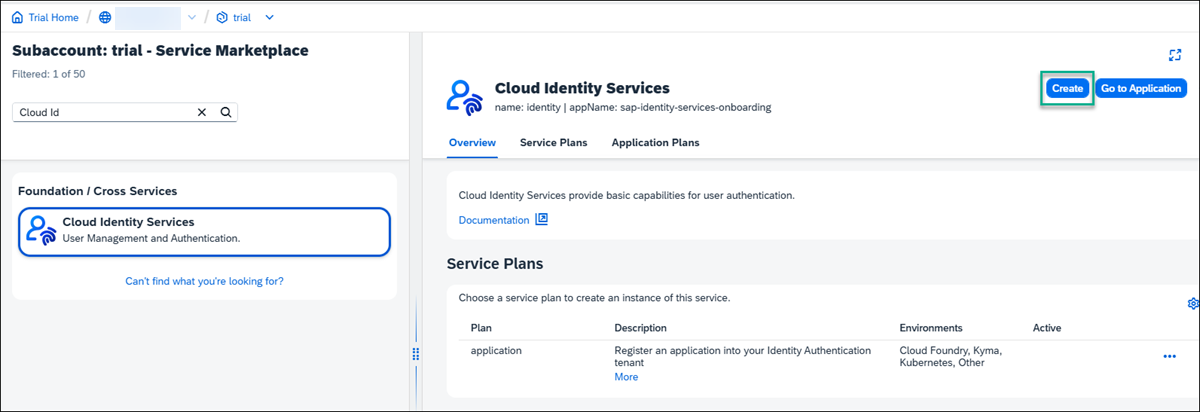 Trial Home / / trial
Subaccount: trial - Service Marketplace
Filtered: 1 of 50
Cloud Id
Foundation / Cross Services
Cloud Identity Services
User Management and Authentication.
Can't find what you're looking for?
Cloud Identity Services
name: identity | appName: sap-identity-services-onboarding
Create
Go to Application
Overview
Service Plans
Application Plans
Cloud Identity Services provide basic capabilities for user authentication.
Documentation
Service Plans
Choose a service plan to create an instance of this service.
Plan Description Environments Active
application
Register an application into your Identity Authentication
tenant
More
Cloud Foundry, Kyma,
Kubernetes, Other